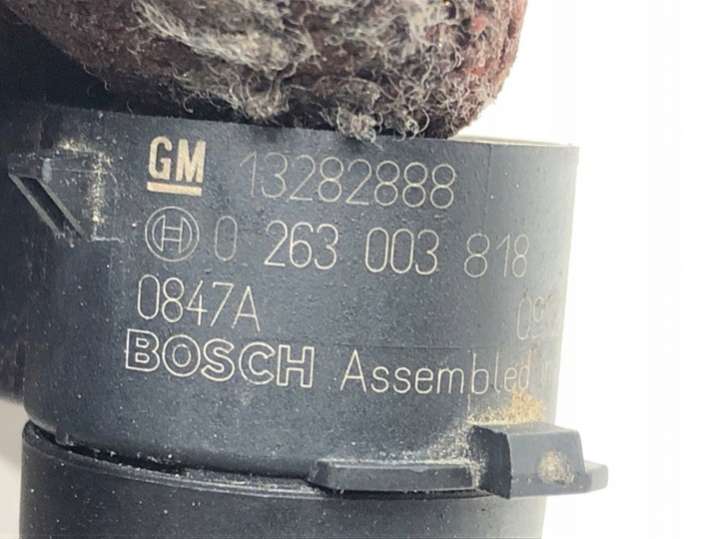 GM 13282888
H 0 263 003 818
0847A
BOSCH Assembled